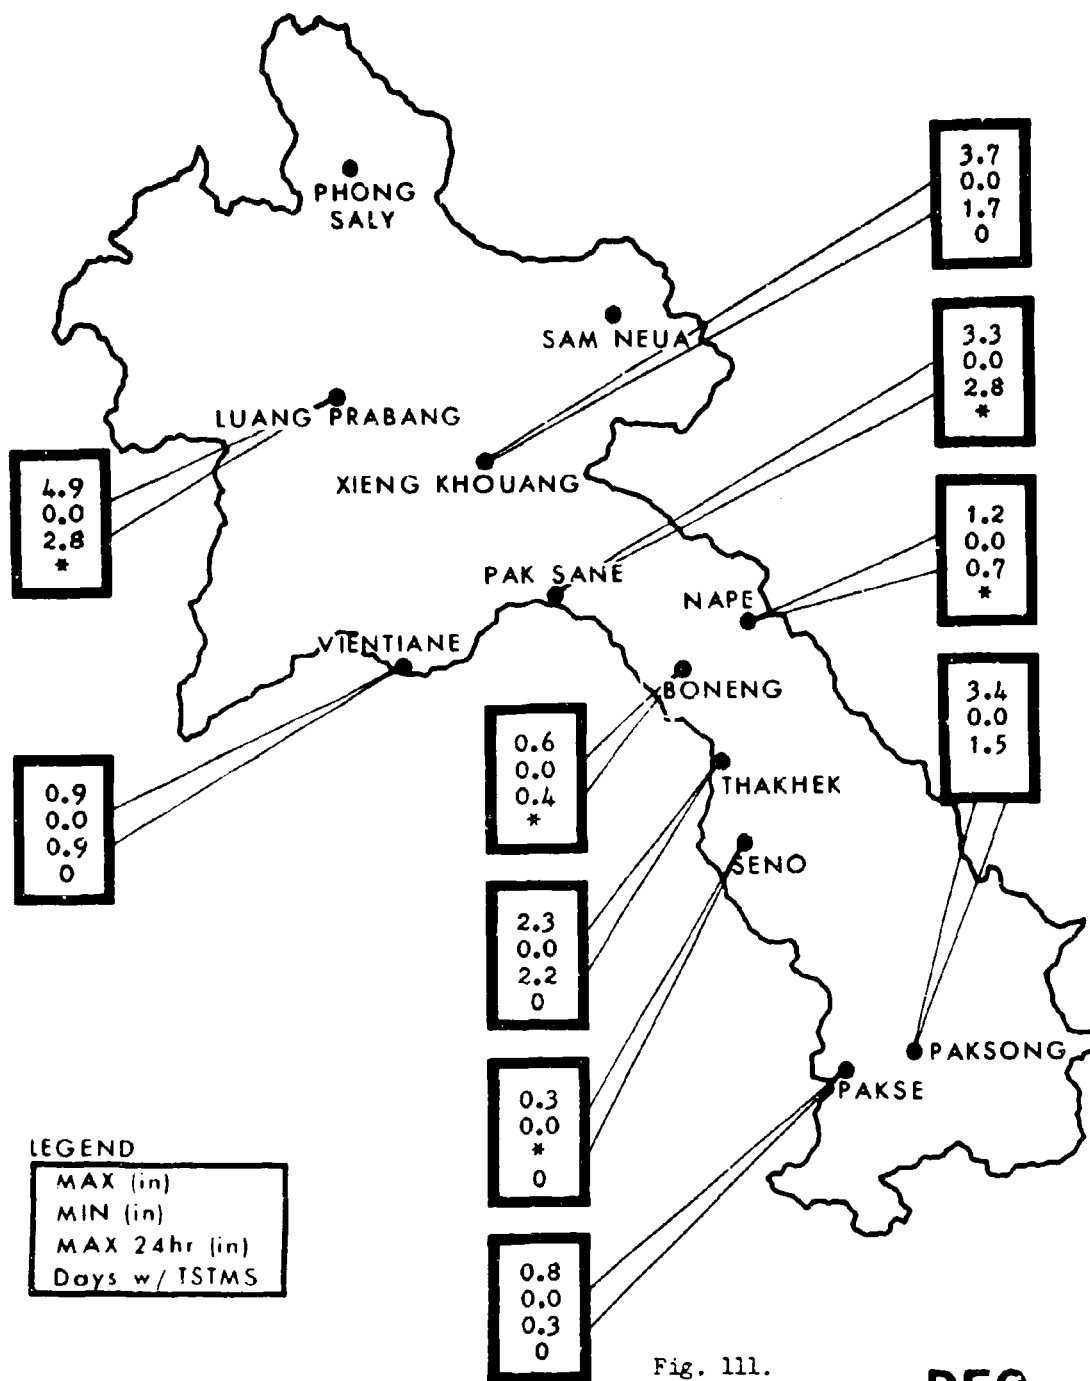 PHONG
SALY
3.7
0.0
1.7
0
SAM NEUA
3.3
0.0
2.8
*
LUANG PRABANG
XIENG KHOUANG
4.9
0.0
2.8
*
1.2
0.0
0.7
*
PAK SANE
NAPE
VIENTIANE
BONENG
3.4
0.0
1.5
0.6
0.0
0.4
*
THAKHEK
0.9
0.0
0.9
0
SENO
2.3
0.0
2.2
0
PAKSONG
PAKSE
0.3
0.0
*
0
LEGEND
MAX (in)
MIN (in)
MAX 24hr (in)
Days w/ TSTMS
0.8
0.0
0.3
0
Fig. 111.